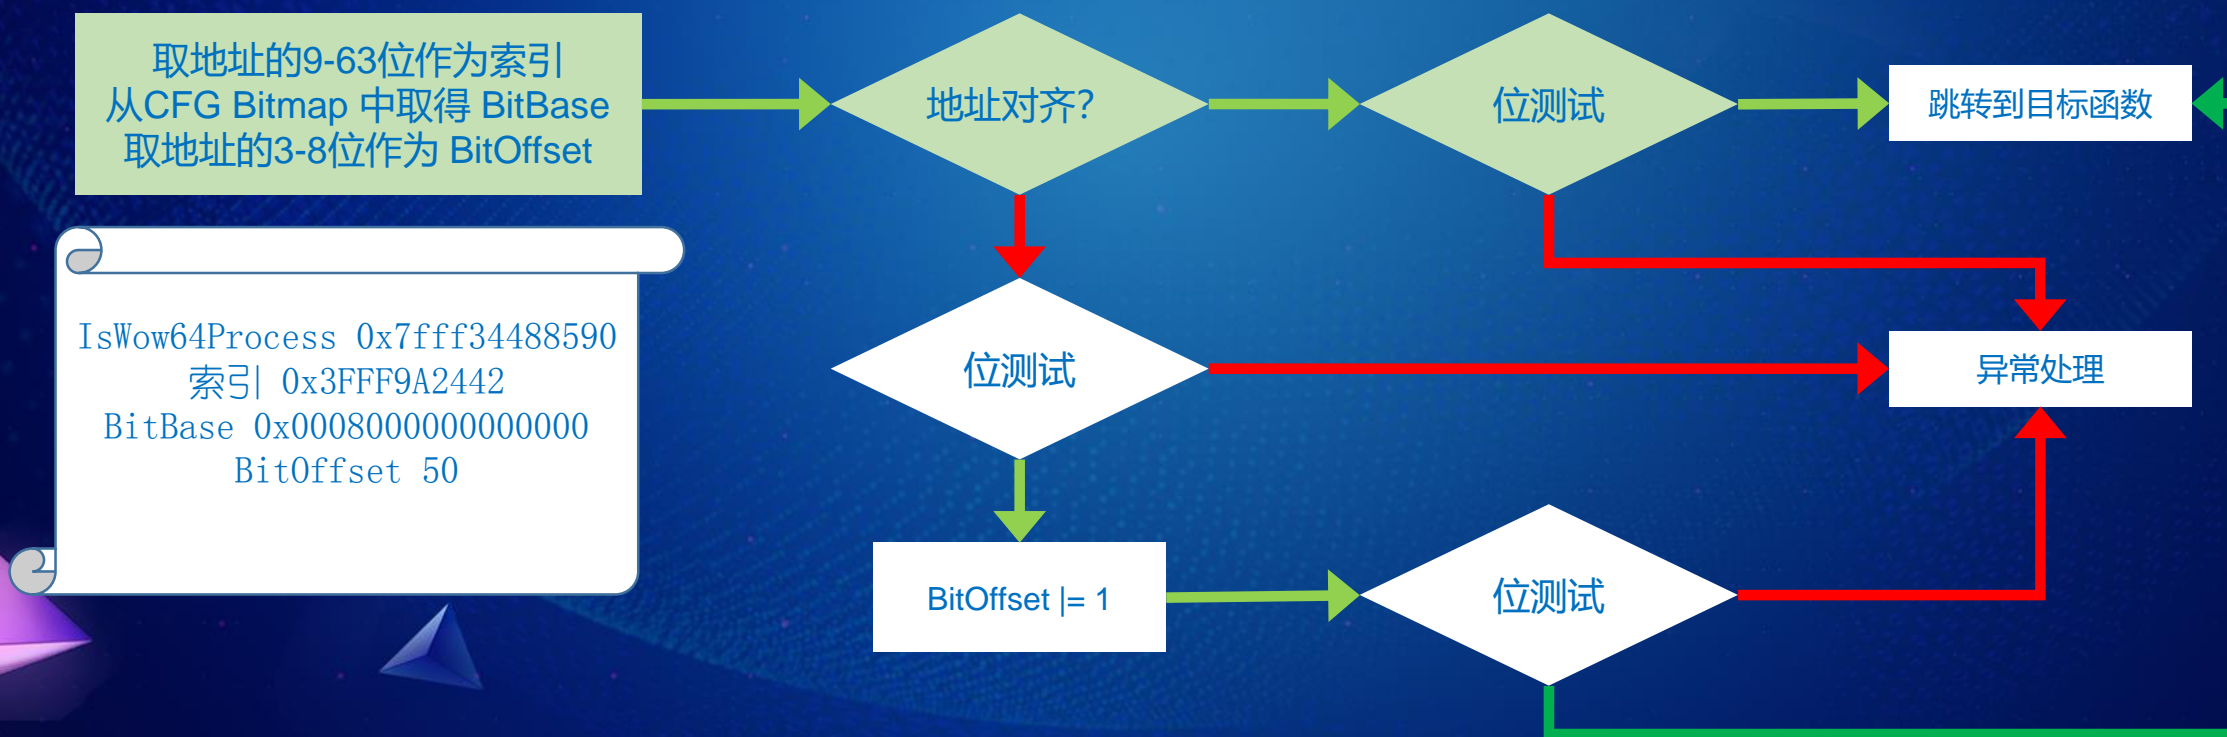 取地址的9-63位作为索引
从CFG Bitmap 中取得 BitBase
取地址的3-8位作为 BitOffset
地址对齐？
位测试
跳转到目标函数
IsWow64Process 0x7fff34488590
索引 0x3FFF9A2442
BitBase 0x0008000000000000
BitOffset 50
位测试
异常处理
BitOffset |= 1
位测试